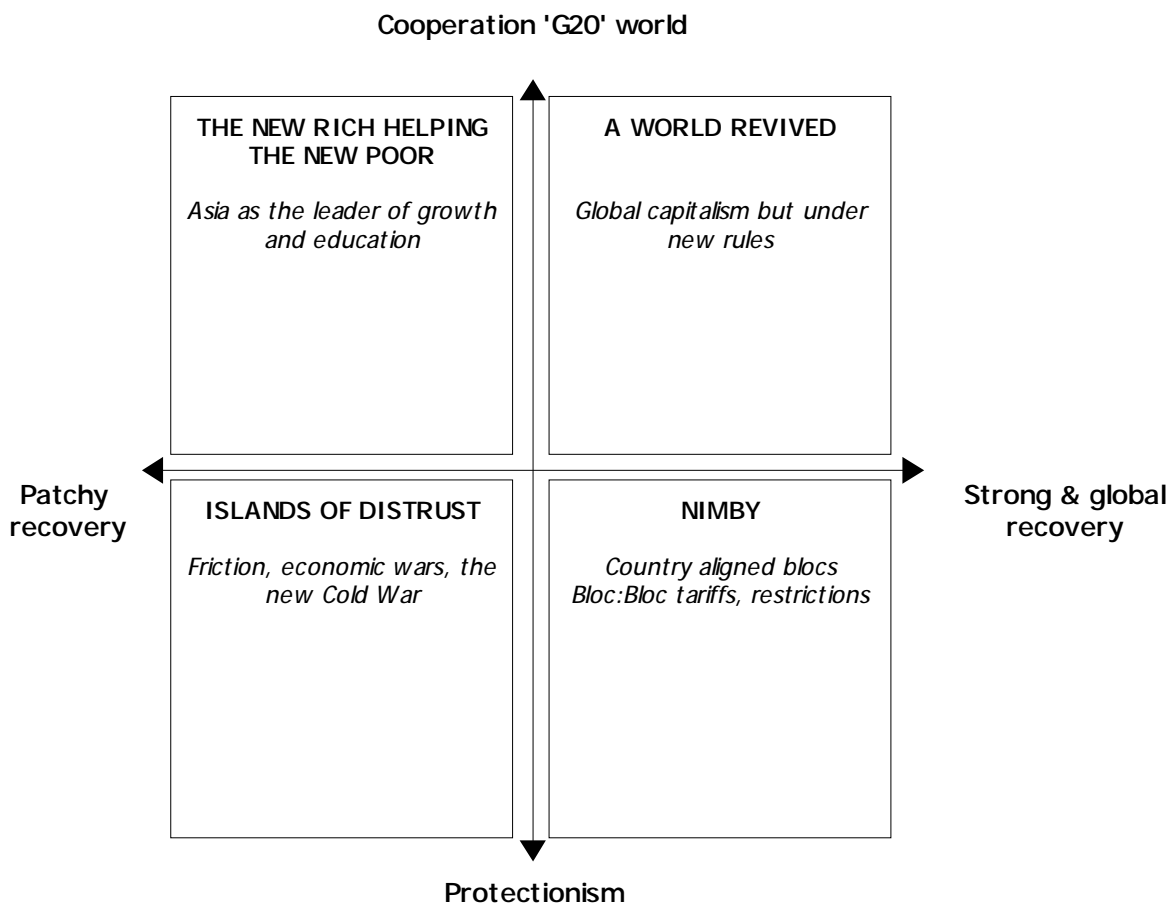 Cooperation 'G20' world
THE NEW RICH HELPING
THE NEW POOR
Asia as the leader of growth
and education
A WORLD REVIVED
Global capitalism but under
new rules
Patchy
recovery
Strong & global
recovery
ISLANDS OF DISTRUST
Friction, economic wars, the
new Cold War
NIMBY
Country aligned blocs
Bloc:Bloc tariffs, restrictions
Protectionism